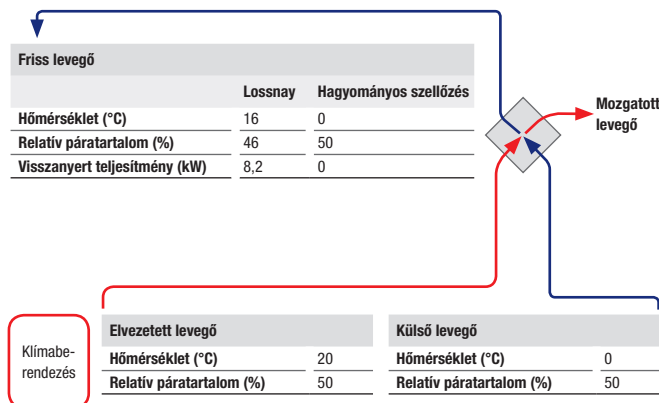 Friss levegő
Lossnay Hagyományos szellőzés
Hőmérséklet (°C) 16 0
Relatív páratartalom (%) 46 50
Visszanyert teljesítmény (kW) 8,2 0
Mozgatott
levegő
Klímabe-
rendezés
Elvezetett levegő
Hőmérséklet (°C) 20
Relatív páratartalom (%) 50
Külső levegő
Hőmérséklet (°C) 0
Relatív páratartalom (%) 50